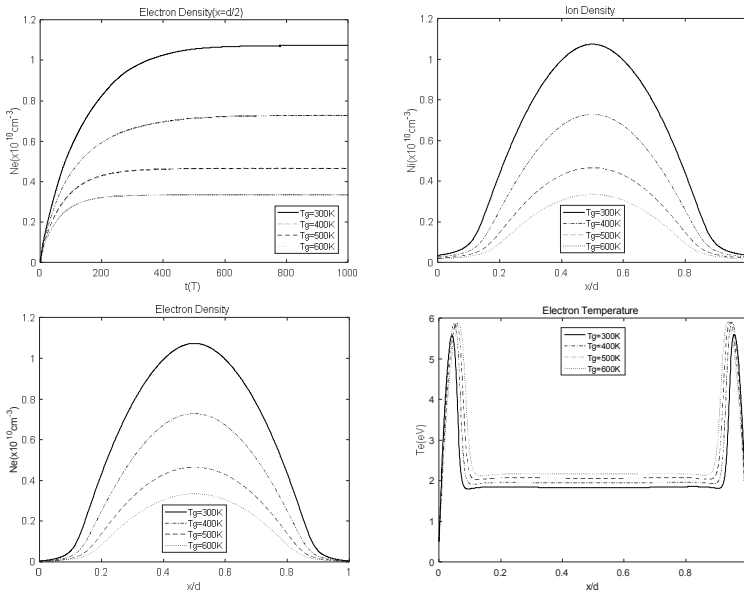 Electron Density(x=d/2)
1.2
1
0.8
0.6
0.4
0.2
0
Ne(x10^10cm^-3)
0
200
400
600
800
1000
t(T)
Tg=300K
Tg=400K
Tg=500K
Tg=600K
Ion Density
1.2
1
0.8
0.6
0.4
0.2
0
Ni(x10^10cm^-3)
0
0.2
0.4
0.6
0.8
x/d
Tg=300K
Tg=400K
Tg=500K
Tg=600K
Electron Density
1.2
1
0.8
0.6
0.4
0.2
0
Ne(x10^10cm^-3)
0
0.2
0.4
0.6
0.8
1
x/d
Tg=300K
Tg=400K
Tg=500K
Tg=600K
Electron Temperature
6
5
4
3
2
1
0
Te(eV)
0
0.2
0.4
0.6
0.8
x/d
Tg=300K
Tg=400K
Tg=500K
Tg=600K